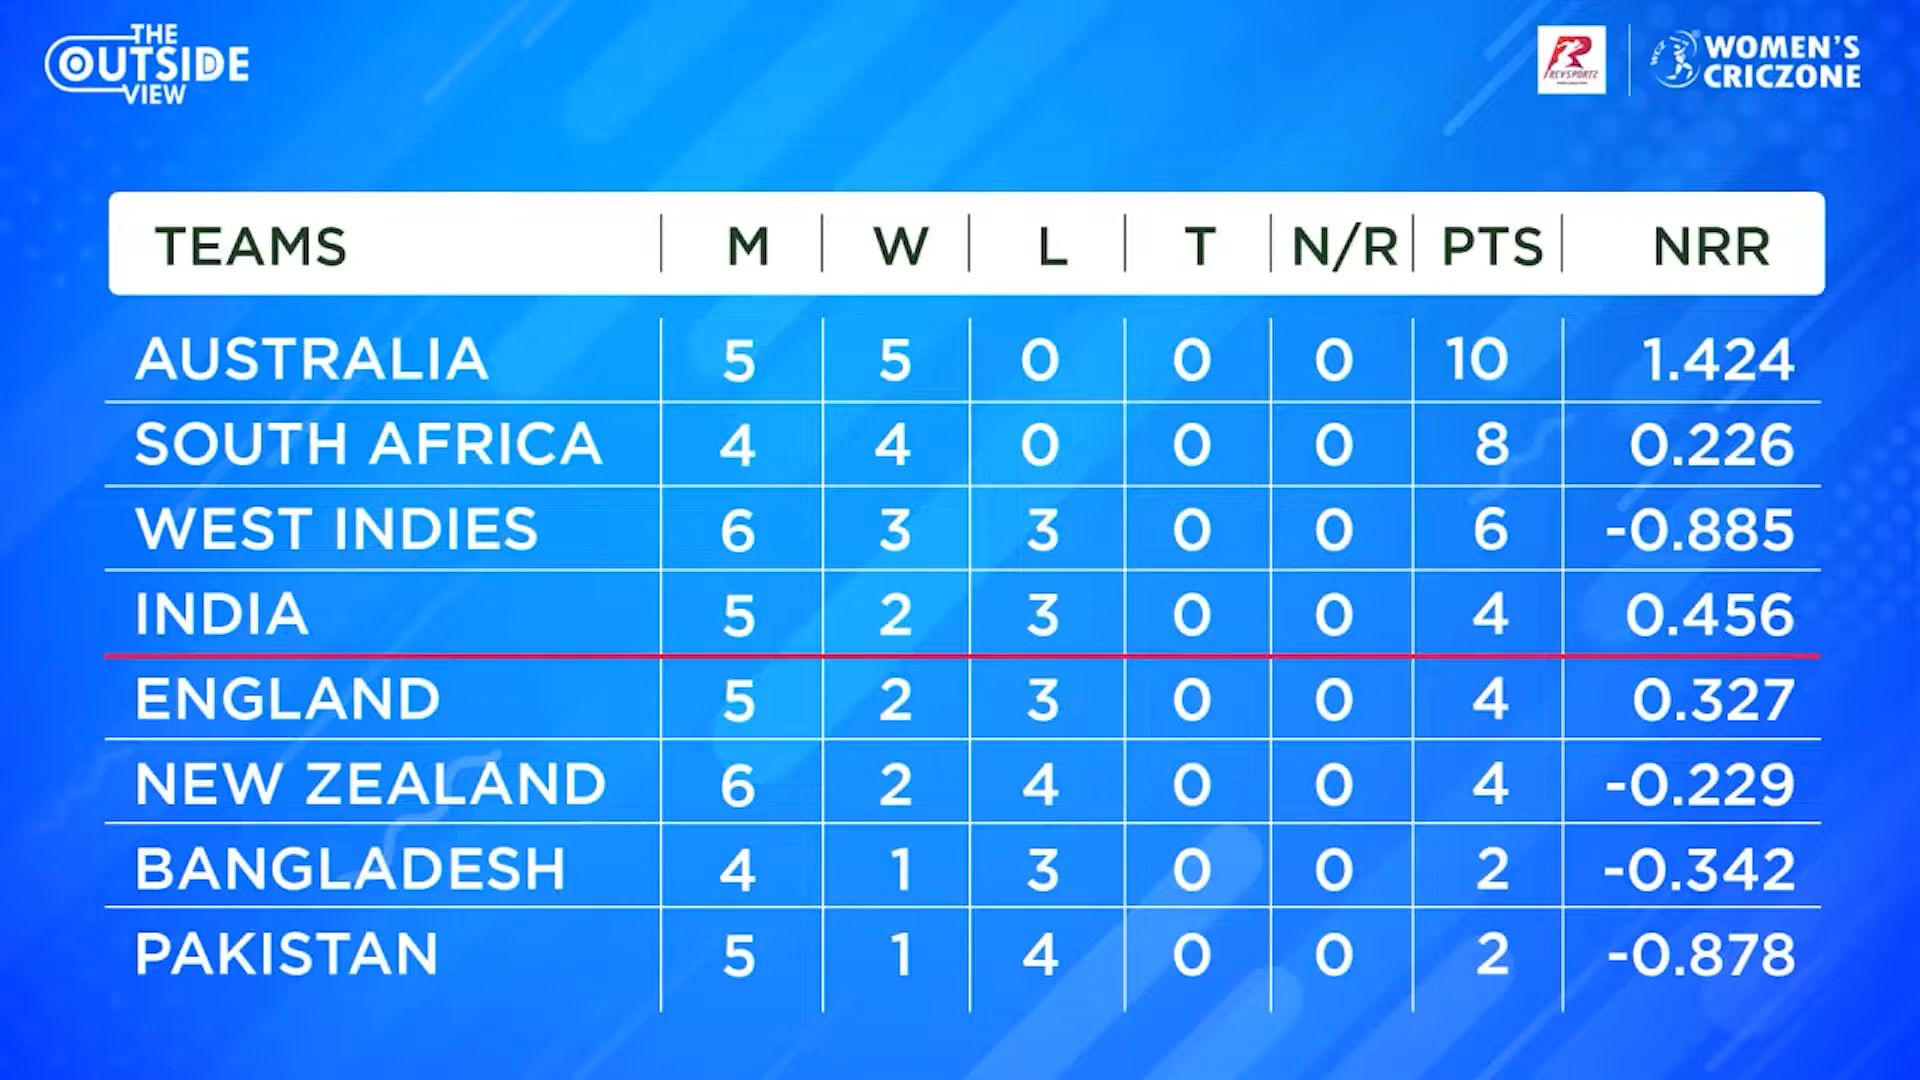 THE
OUTSIDE
VIEW
REVSPORTZ
WOMEN'S
CRICZONE
TEAMS M W L T N/R PTS NRR
AUSTRALIA 5 5 0 0 0 10 1.424
SOUTH AFRICA 4 4 0 0 0 8 0.226
WEST INDIES 6 3 3 0 0 6 -0.885
INDIA 5 2 3 0 0 4 0.456
ENGLAND 5 2 3 0 0 4 0.327
NEW ZEALAND 6 2 4 0 0 4 -0.229
BANGLADESH 4 1 3 0 0 2 -0.342
PAKISTAN 5 1 4 0 0 2 -0.878